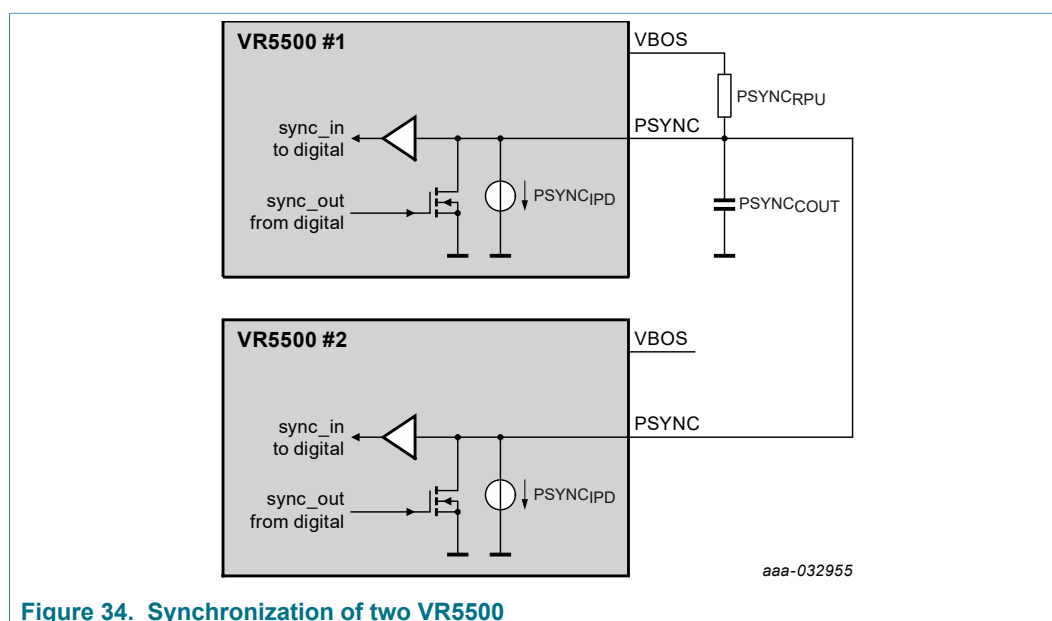 VR5500 #1
VBOS
PSYNCRPU
PSYNC
sync_in
to digital
PSYNCIPD
sync_out
from digital
PSYNCCOUT
VR5500 #2
VBOS
PSYNC
sync_in
to digital
PSYNCIPD
sync_out
from digital
aaa-032955
Figure 34. Synchronization of two VR5500